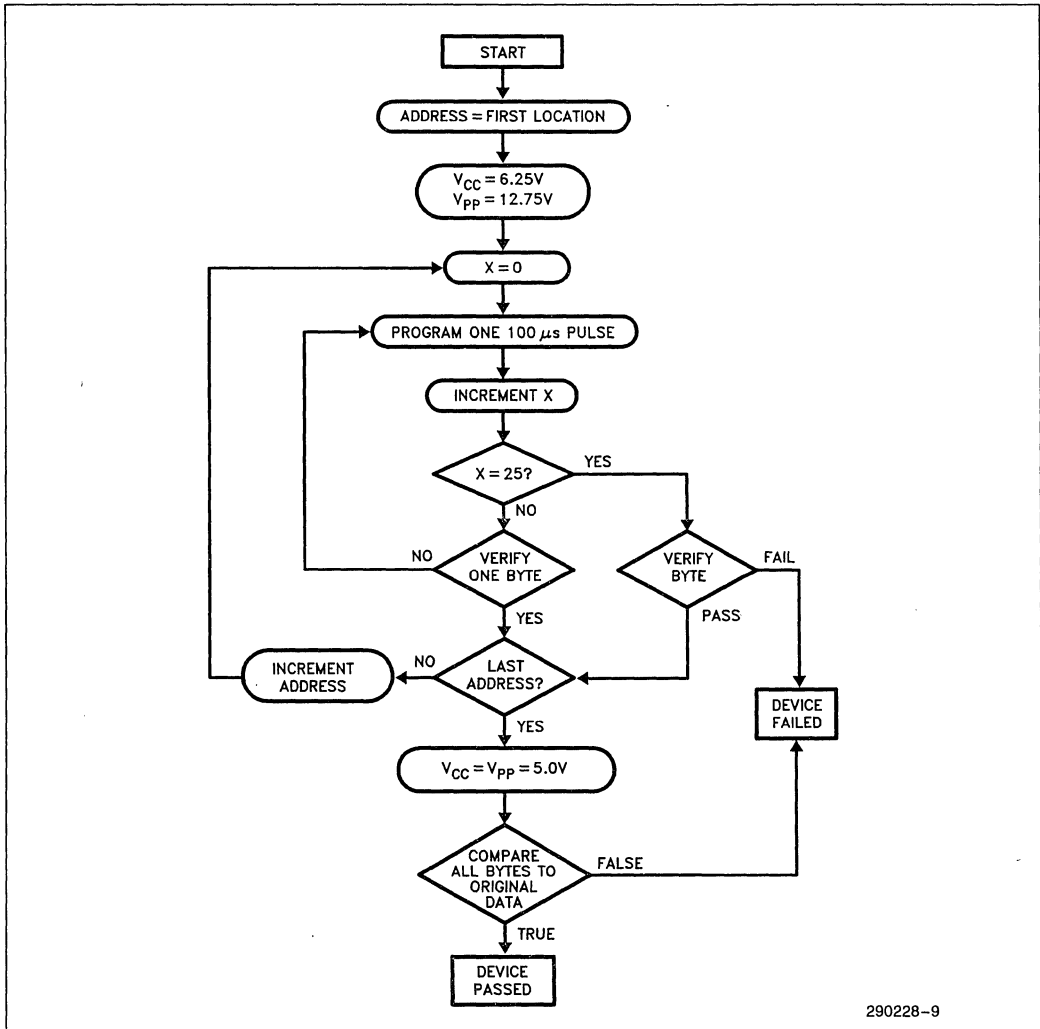 START
ADDRESS = FIRST LOCATION
VCC = 6.25V
VPP = 12.75V
X = 0
PROGRAM ONE 100 μs PULSE
INCREMENT X
X = 25?
YES
NO
NO
VERIFY
ONE BYTE
VERIFY
BYTE
FAIL
YES
PASS
INCREMENT
ADDRESS
NO
LAST
ADDRESS?
DEVICE
FAILED
YES
VCC = VPP = 5.0V
COMPARE
ALL BYTES TO
ORIGINAL
DATA
FALSE
TRUE
DEVICE
PASSED
290228-9